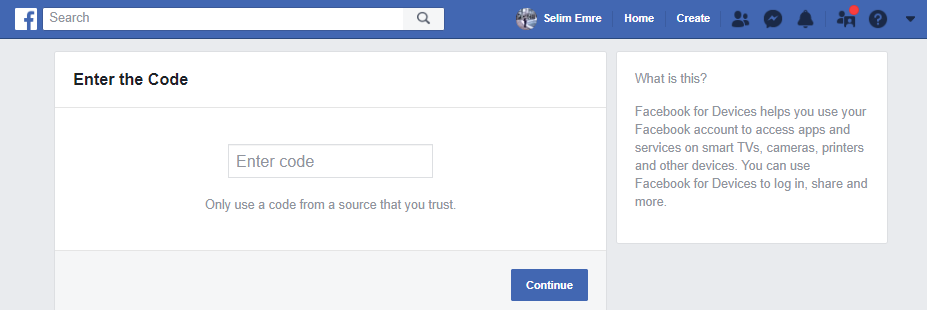 f Search Selim Emre Home Create
Enter the Code
Enter code
Only use a code from a source that you trust.
Continue
What is this?
Facebook for Devices helps you use your
Facebook account to access apps and
services on smart TVs, cameras, printers
and other devices. You can use
Facebook for Devices to log in, share and
more.